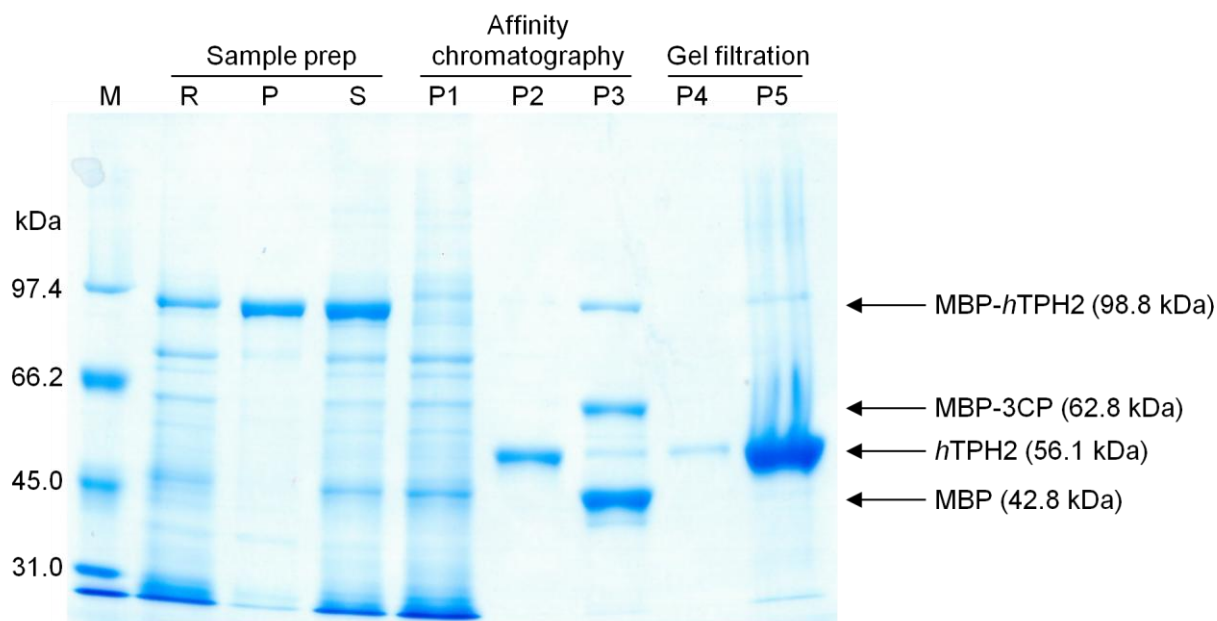 Affinity
Sample prep chromatography Gel filtration
M R P S P1 P2 P3 P4 P5
kDa
97.4
MBP-hTPH2 (98.8 kDa)
66.2
MBP-3CP (62.8 kDa)
hTPH2 (56.1 kDa)
45.0
MBP (42.8 kDa)
31.0